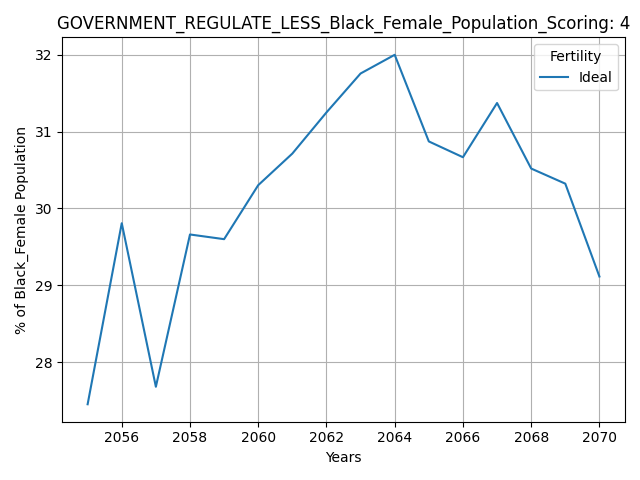 GOVERNMENT_REGULATE_LESS_Black_Female_Population_Scoring: 4
Fertility
Ideal
% of Black_Female Population
32
31
30
29
28
2056 2058 2060 2062 2064 2066 2068 2070
Years